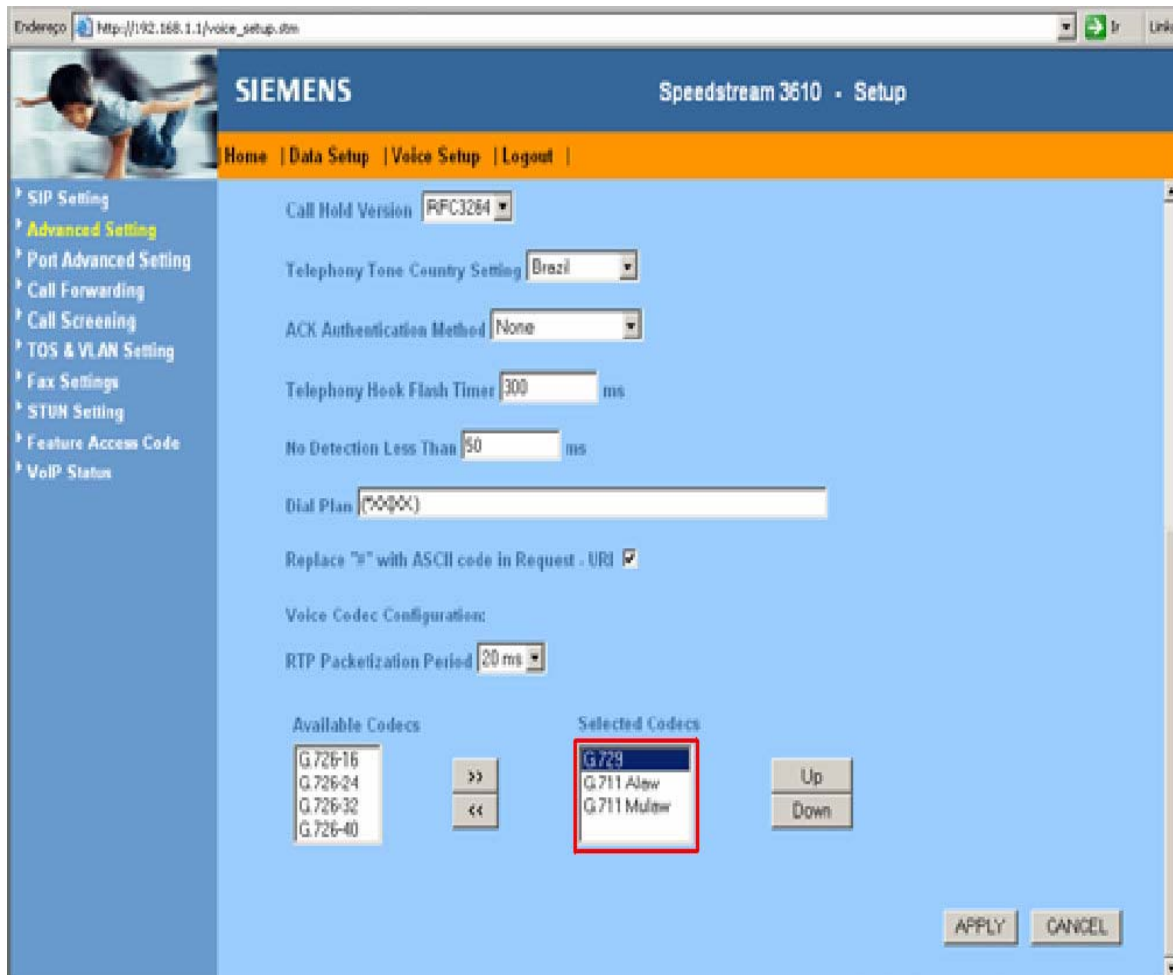 Endereço http://192.168.1.1/voice_setup.stm Ir Links
SIEMENS Speedstream 3610 - Setup
| Home | Data Setup | Voice Setup | Logout |
SIP Setting
Advanced Setting
Port Advanced Setting
Call Forwarding
Call Screening
TOS & VLAN Setting
Fax Settings
STUN Setting
Feature Access Code
VoIP Status
Call Hold Version RFC3264
Telephony Tone Country Setting Brazil
ACK Authentication Method None
Telephony Hook Flash Timer 300 ms
No Detection Less Than 50 ms
Dial Plan
Replace "#" with ASCII code in Request - URI
Voice Codec Configuration:
RTP Packetization Period 20 ms
Available Codecs
G.726-16
G.726-24
G.726-32
G.726-40
>>
<<
Selected Codecs
G.729
G.711 Alaw
G.711 Mulaw
Up
Down
APPLY CANCEL